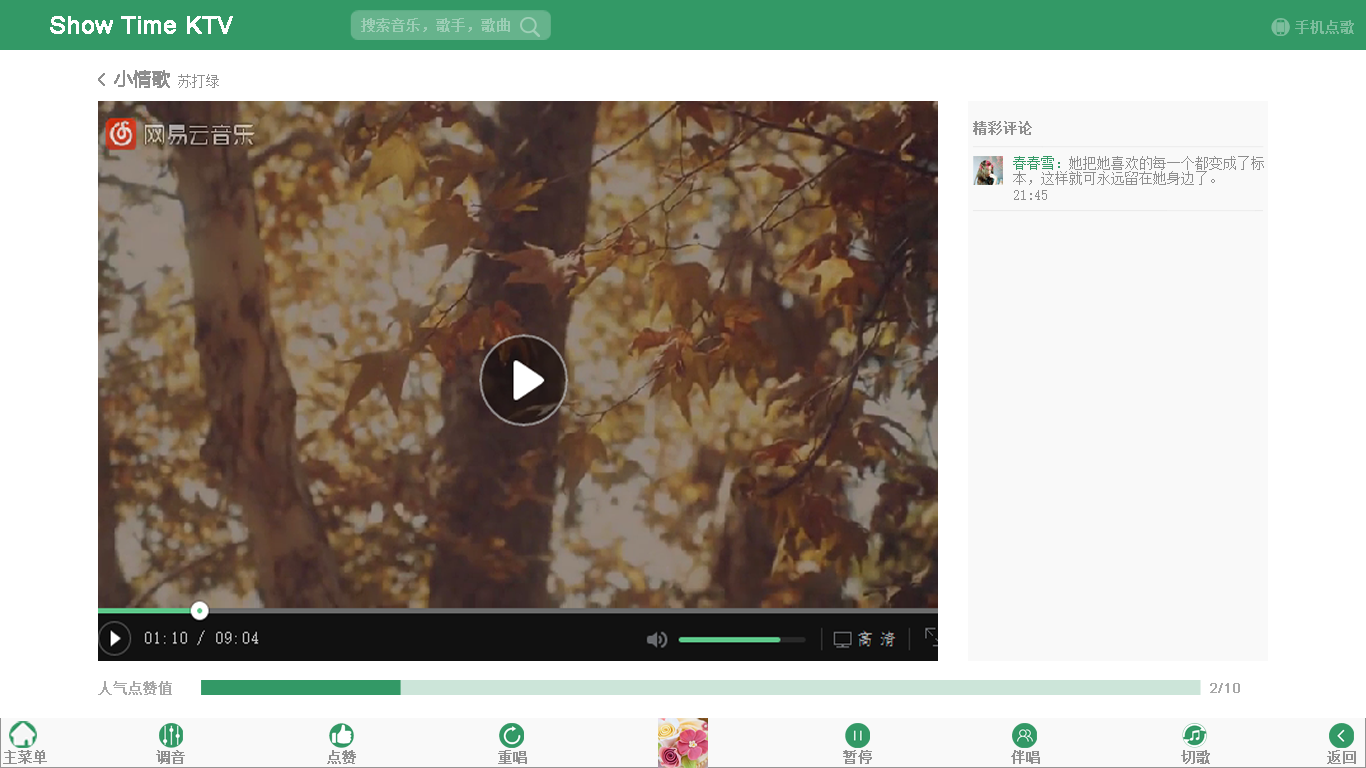 Show Time KTV
搜索音乐，歌手，歌曲
手机点歌
小情歌 苏打绿
网易云音乐
精彩评论
春春雪：她把她喜欢的每一个都变成了标
本，这样就可永远留在她身边了。
21:45
01:10 / 09:04
高 清
人气点赞值
2/10
主菜单
调音
点赞
重唱
暂停
伴唱
切歌
返回